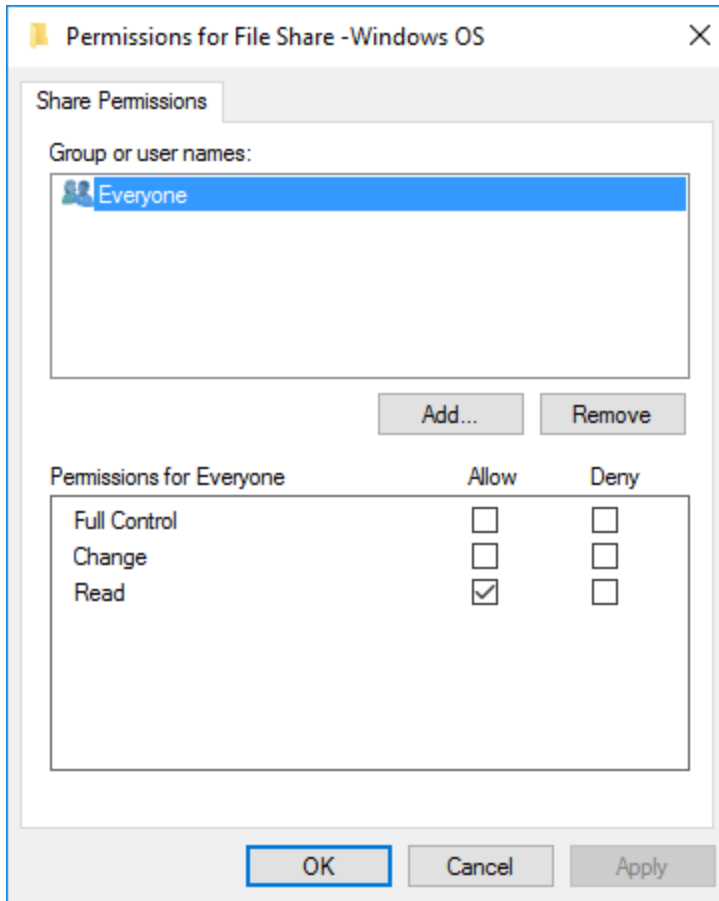 Permissions for File Share -Windows OS
Share Permissions
Group or user names:
Everyone
Add... Remove
Permissions for Everyone Allow Deny
Full Control
Change
Read
OK Cancel Apply